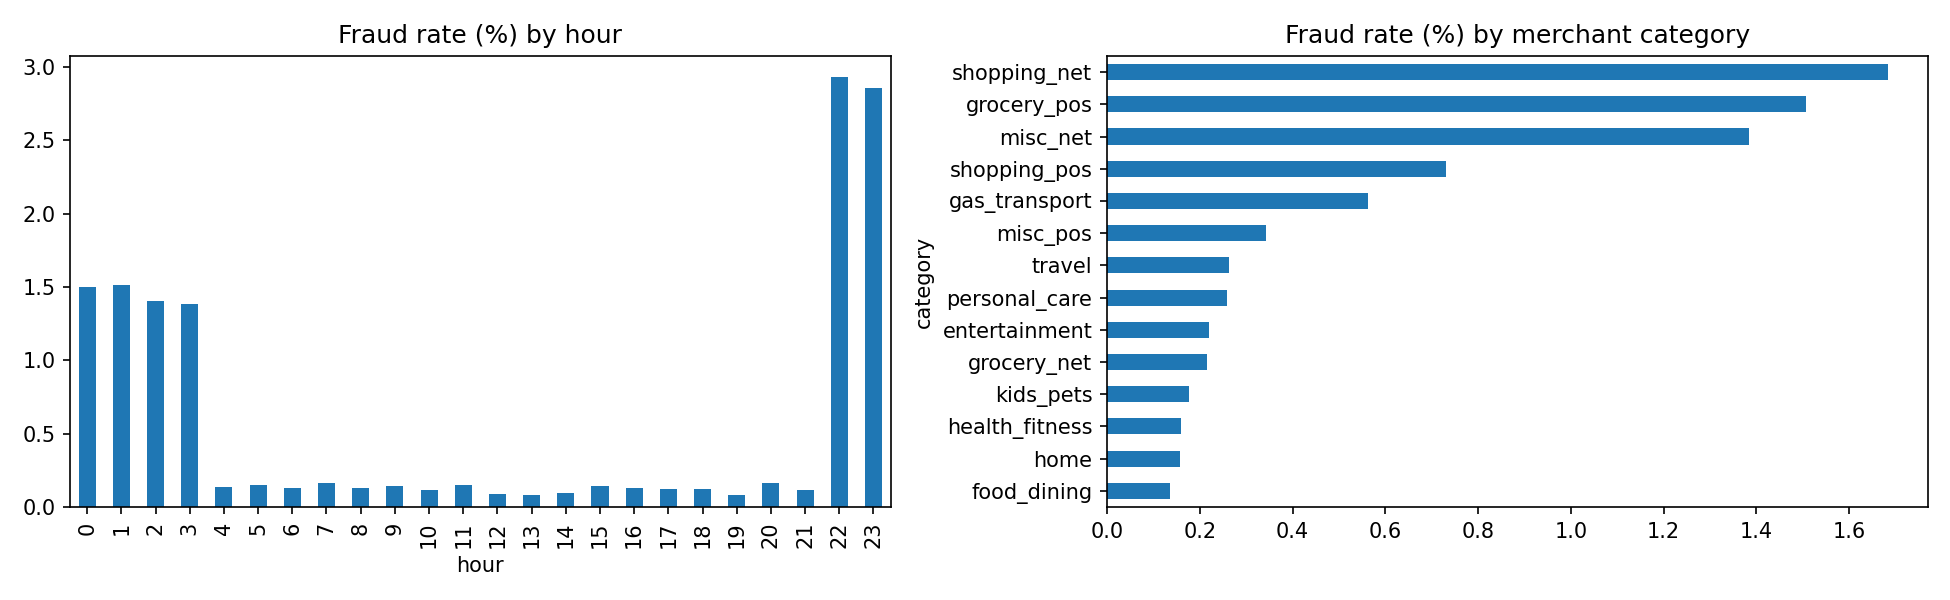 Fraud rate (%) by hour
3.0
2.5
2.0
1.5
1.0
0.5
0.0
0 1 2 3 4 5 6 7 8 9 10 11 12 13 14 15 16 17 18 19 20 21 22 23
hour
Fraud rate (%) by merchant category
category
shopping_net
grocery_pos
misc_net
shopping_pos
gas_transport
misc_pos
travel
personal_care
entertainment
grocery_net
kids_pets
health_fitness
home
food_dining
0.0 0.2 0.4 0.6 0.8 1.0 1.2 1.4 1.6